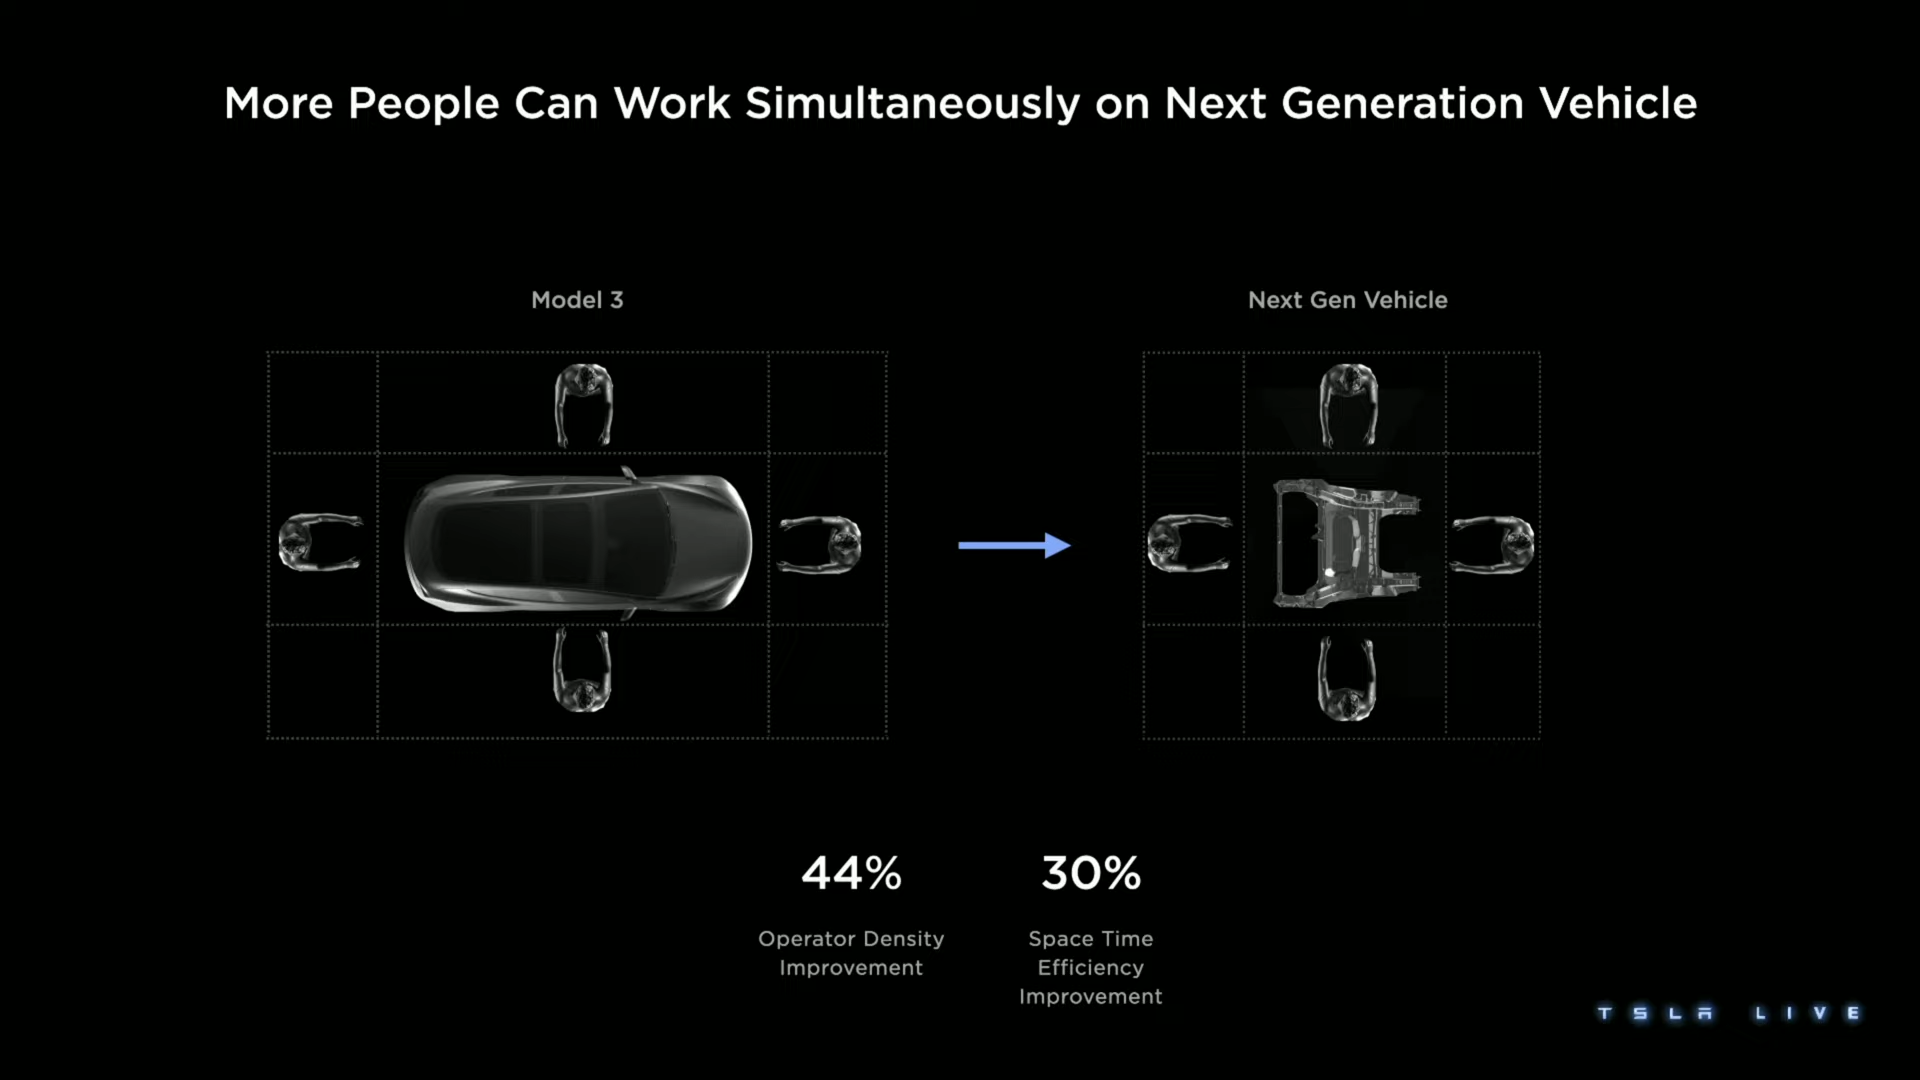 More People Can Work Simultaneously on Next Generation Vehicle
Model 3
Next Gen Vehicle
44%
Operator Density
Improvement
30%
Space Time
Efficiency
Improvement
TSLA LIVE